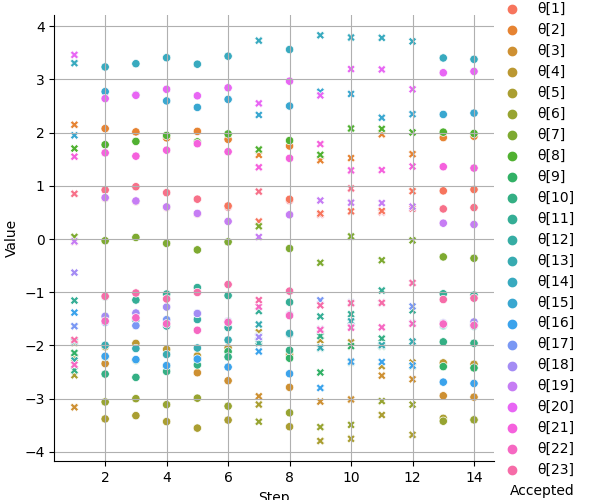 4
3
2
1
0
−1
−2
−3
−4
Value
2
4
6
8
10
12
14
Step
θ[1]
θ[2]
θ[3]
θ[4]
θ[5]
θ[6]
θ[7]
θ[8]
θ[9]
θ[10]
θ[11]
θ[12]
θ[13]
θ[14]
θ[15]
θ[16]
θ[17]
θ[18]
θ[19]
θ[20]
θ[21]
θ[22]
θ[23]
Accepted